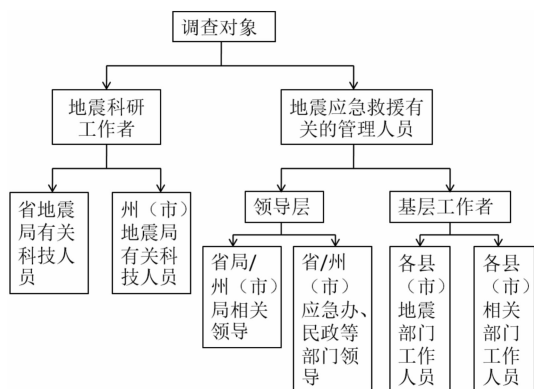 调查对象
地震科研
工作者
地震应急救援有
关的管理人员
省地震
局有关
科技人
员
州（市）
地震局
有关科
技人员
领导层
基层工作者
省局/
州（市）
局相关
领导
省/州
（市）
应急办、
民政等
部门领
导
各县
（市）
地震
部门
工作
人员
各县
（市）
相关
部门
工作
人员